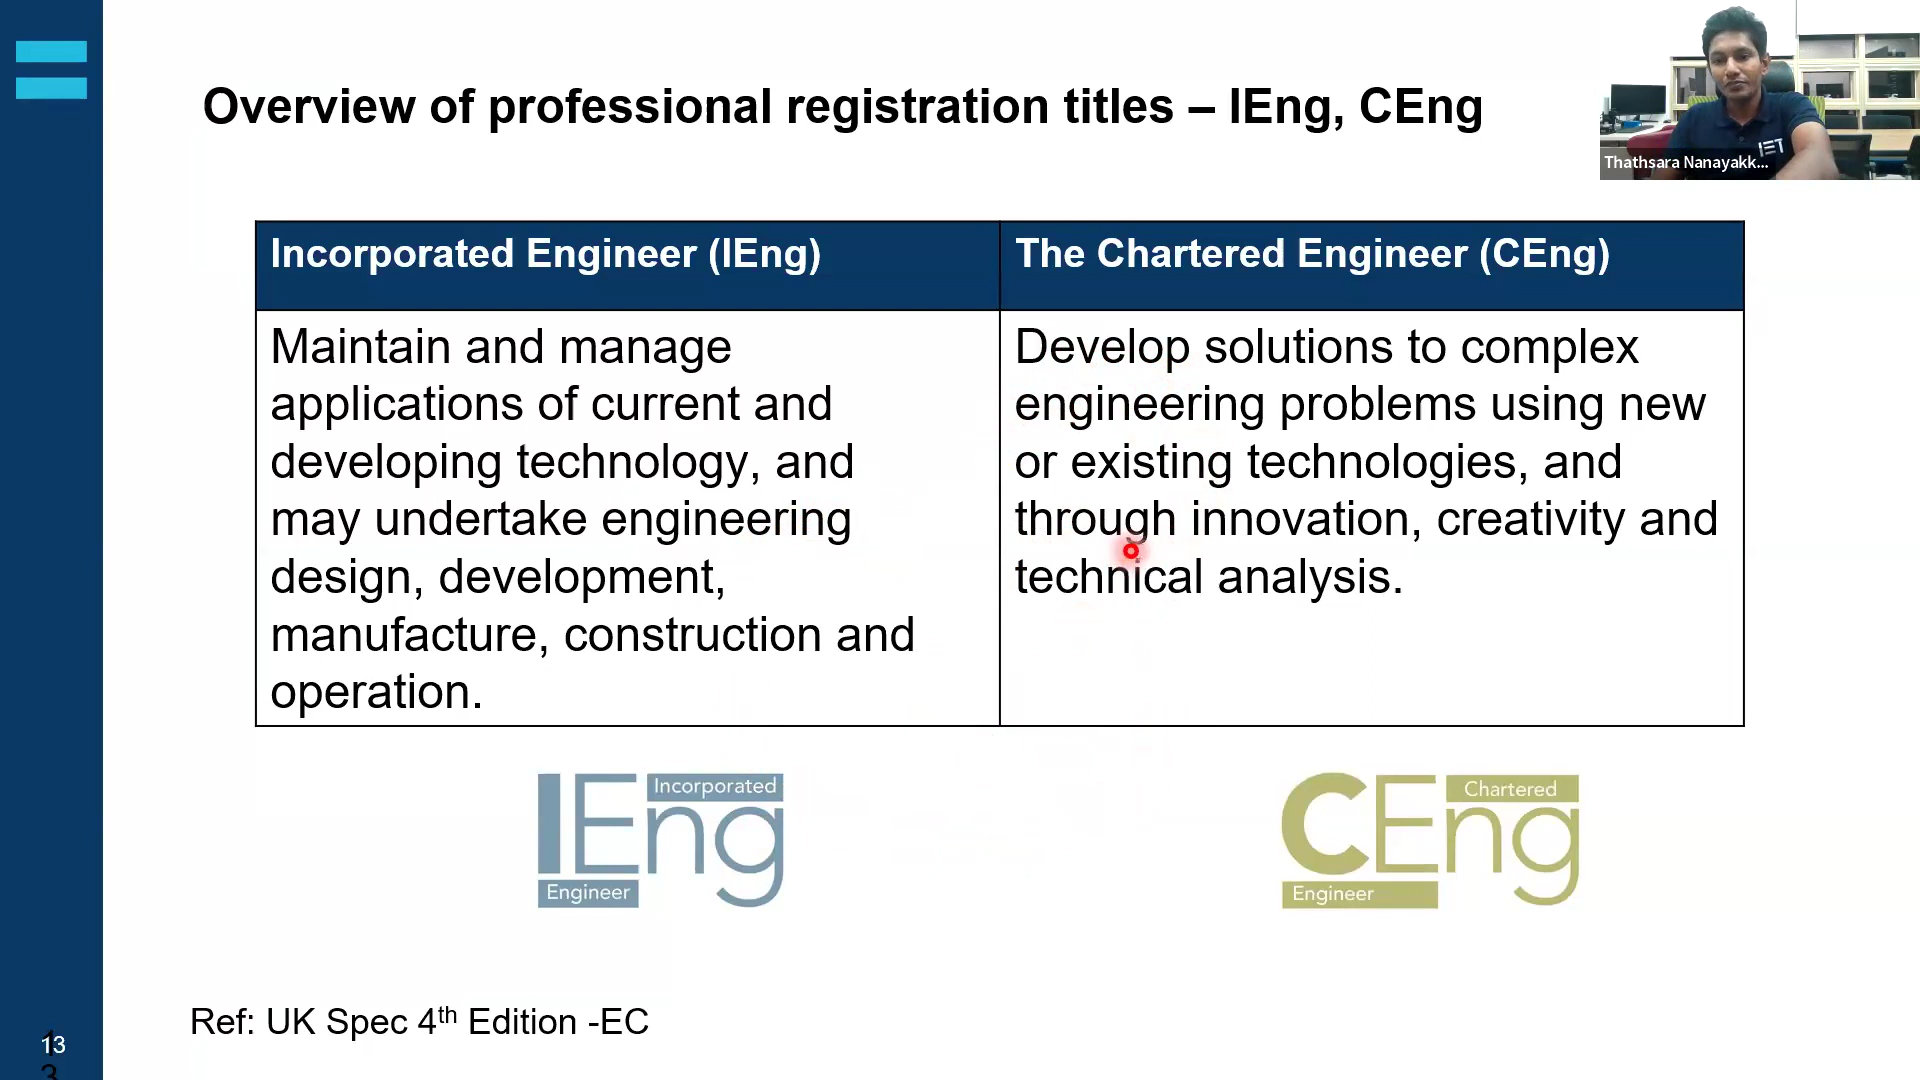 Overview of professional registration titles – IEng, CEng
IET
Thathsara Nanayakk...
Incorporated Engineer (IEng)
The Chartered Engineer (CEng)
Maintain and manage
applications of current and
developing technology, and
may undertake engineering
design, development,
manufacture, construction and
operation.
Develop solutions to complex
engineering problems using new
or existing technologies, and
through innovation, creativity and
technical analysis.
Incorporated
IEng
Engineer
Chartered
CEng
Engineer
Ref: UK Spec 4th Edition -EC
13
13